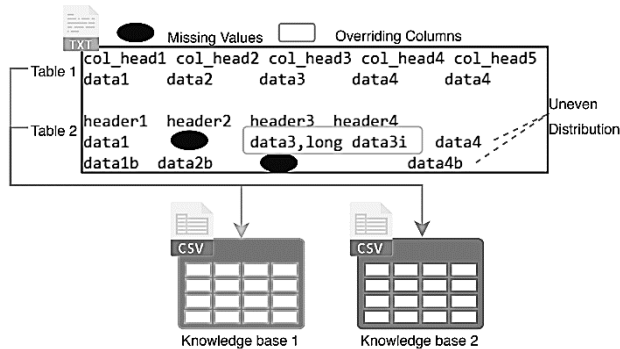 TXT
Missing Values
Overriding Columns
Table 1
col_head1 col_head2 col_head3 col_head4 col_head5
data1 data2 data3 data4 data4
Table 2
header1 header2 header3 header4
data1 data3,long data3i data4
data1b data2b data4b
Uneven
Distribution
CSV
CSV
Knowledge base 1
Knowledge base 2